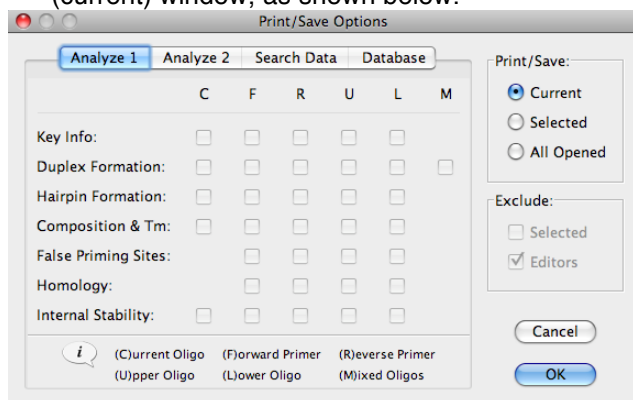 (current) window, as shown below.
Print/Save Options
Analyze 1 Analyze 2 Search Data Database
C F R U L M
Key Info:
Duplex Formation:
Hairpin Formation:
Composition & Tm:
False Priming Sites:
Homology:
Internal Stability:
i (C)urrent Oligo (F)orward Primer (R)everse Primer
(U)pper Oligo (L)ower Oligo (M)ixed Oligos
Print/Save:
Current
Selected
All Opened
Exclude:
Selected
Editors
Cancel
OK